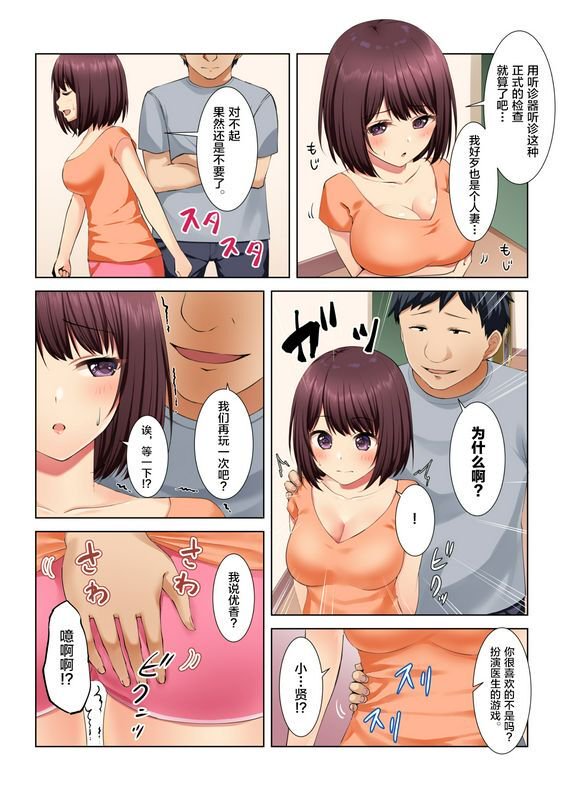 用听诊器听诊这种
正式的检查
就算了吧…
我好歹也是个人妻…
もじ
もじ
对不起
果然还是不要了。
スタ
スタ
ガッ
为什么啊?
!
ビクッ
我们再玩一次吧?
诶，
等一下!?
你很喜欢的不是吗?
扮演医生的游戏。
スリ
スリ
小…贤!?
我说优香?
さわ
さわ
ビクン
噫啊啊!?